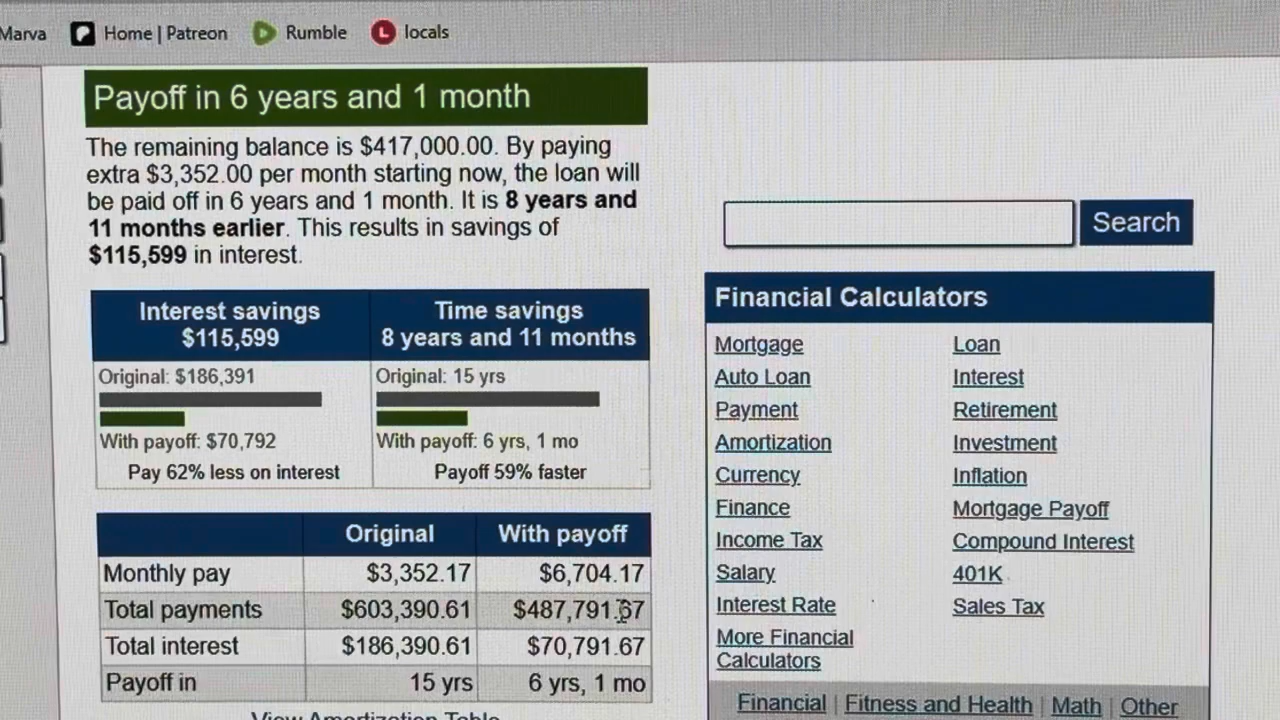 Marva Home | Patreon Rumble L locals
Payoff in 6 years and 1 month
The remaining balance is $417,000.00. By paying
extra $3,352.00 per month starting now, the loan will
be paid off in 6 years and 1 month. It is 8 years and
11 months earlier. This results in savings of
$115,599 in interest.
Search
Interest savings
$115,599
Time savings
8 years and 11 months
Original: $186,391
With payoff: $70,792
Pay 62% less on interest
Original: 15 yrs
With payoff: 6 yrs, 1 mo
Payoff 59% faster
Original With payoff
Monthly pay $3,352.17 $6,704.17
Total payments $603,390.61 $487,791.67
Total interest $186,390.61 $70,791.67
Payoff in 15 yrs 6 yrs, 1 mo
View Amortization Table
Financial Calculators
Mortgage Loan
Auto Loan Interest
Payment Retirement
Amortization Investment
Currency Inflation
Finance Mortgage Payoff
Income Tax Compound Interest
Salary 401K
Interest Rate Sales Tax
More Financial
Calculators
Financial | Fitness and Health | Math | Other